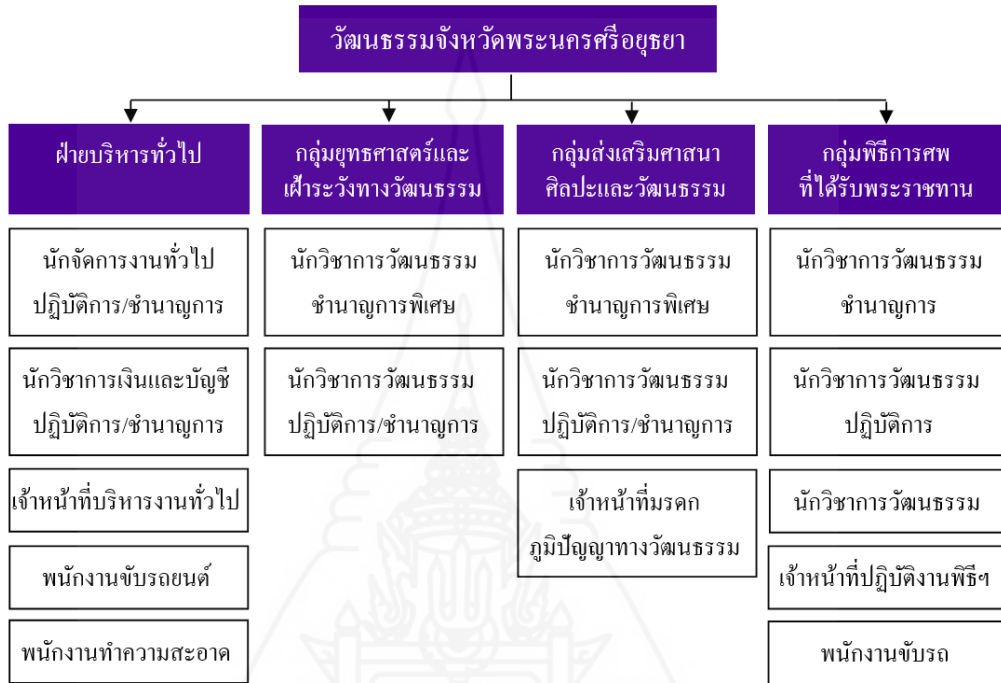 วัฒนธรรมจังหวัดพระนครศรีอยุธยา
ฝ่ายบริหารทั่วไป
นักจัดการงานทั่วไป
ปฏิบัติการ/ชำนาญการ
นักวิชาการเงินและบัญชี
ปฏิบัติการ/ชำนาญการ
เจ้าหน้าที่บริหารงานทั่วไป
พนักงานขับรถยนต์
พนักงานทำความสะอาด
กลุ่มยุทธศาสตร์และ
เฝ้าระวังทางวัฒนธรรม
นักวิชาการวัฒนธรรม
ชำนาญการพิเศษ
นักวิชาการวัฒนธรรม
ปฏิบัติการ/ชำนาญการ
กลุ่มส่งเสริมศาสนา
ศิลปะและวัฒนธรรม
นักวิชาการวัฒนธรรม
ชำนาญการพิเศษ
นักวิชาการวัฒนธรรม
ปฏิบัติการ/ชำนาญการ
เจ้าหน้าที่มรดก
ภูมิปัญญาทางวัฒนธรรม
กลุ่มพิธีการศพ
ที่ได้รับพระราชทาน
นักวิชาการวัฒนธรรม
ชำนาญการ
นักวิชาการวัฒนธรรม
ปฏิบัติการ
นักวิชาการวัฒนธรรม
เจ้าหน้าที่ปฏิบัติงานพิธีฯ
พนักงานขับรถ